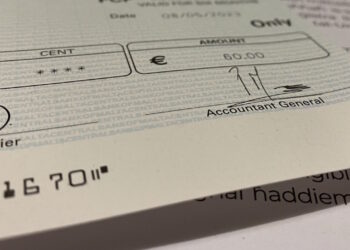 VALID FOR SIX MONTHS
Date 08/05/2023
Only
CENT AMOUNT
**** € 60.00
Accountant General
ier
1670
haddiem